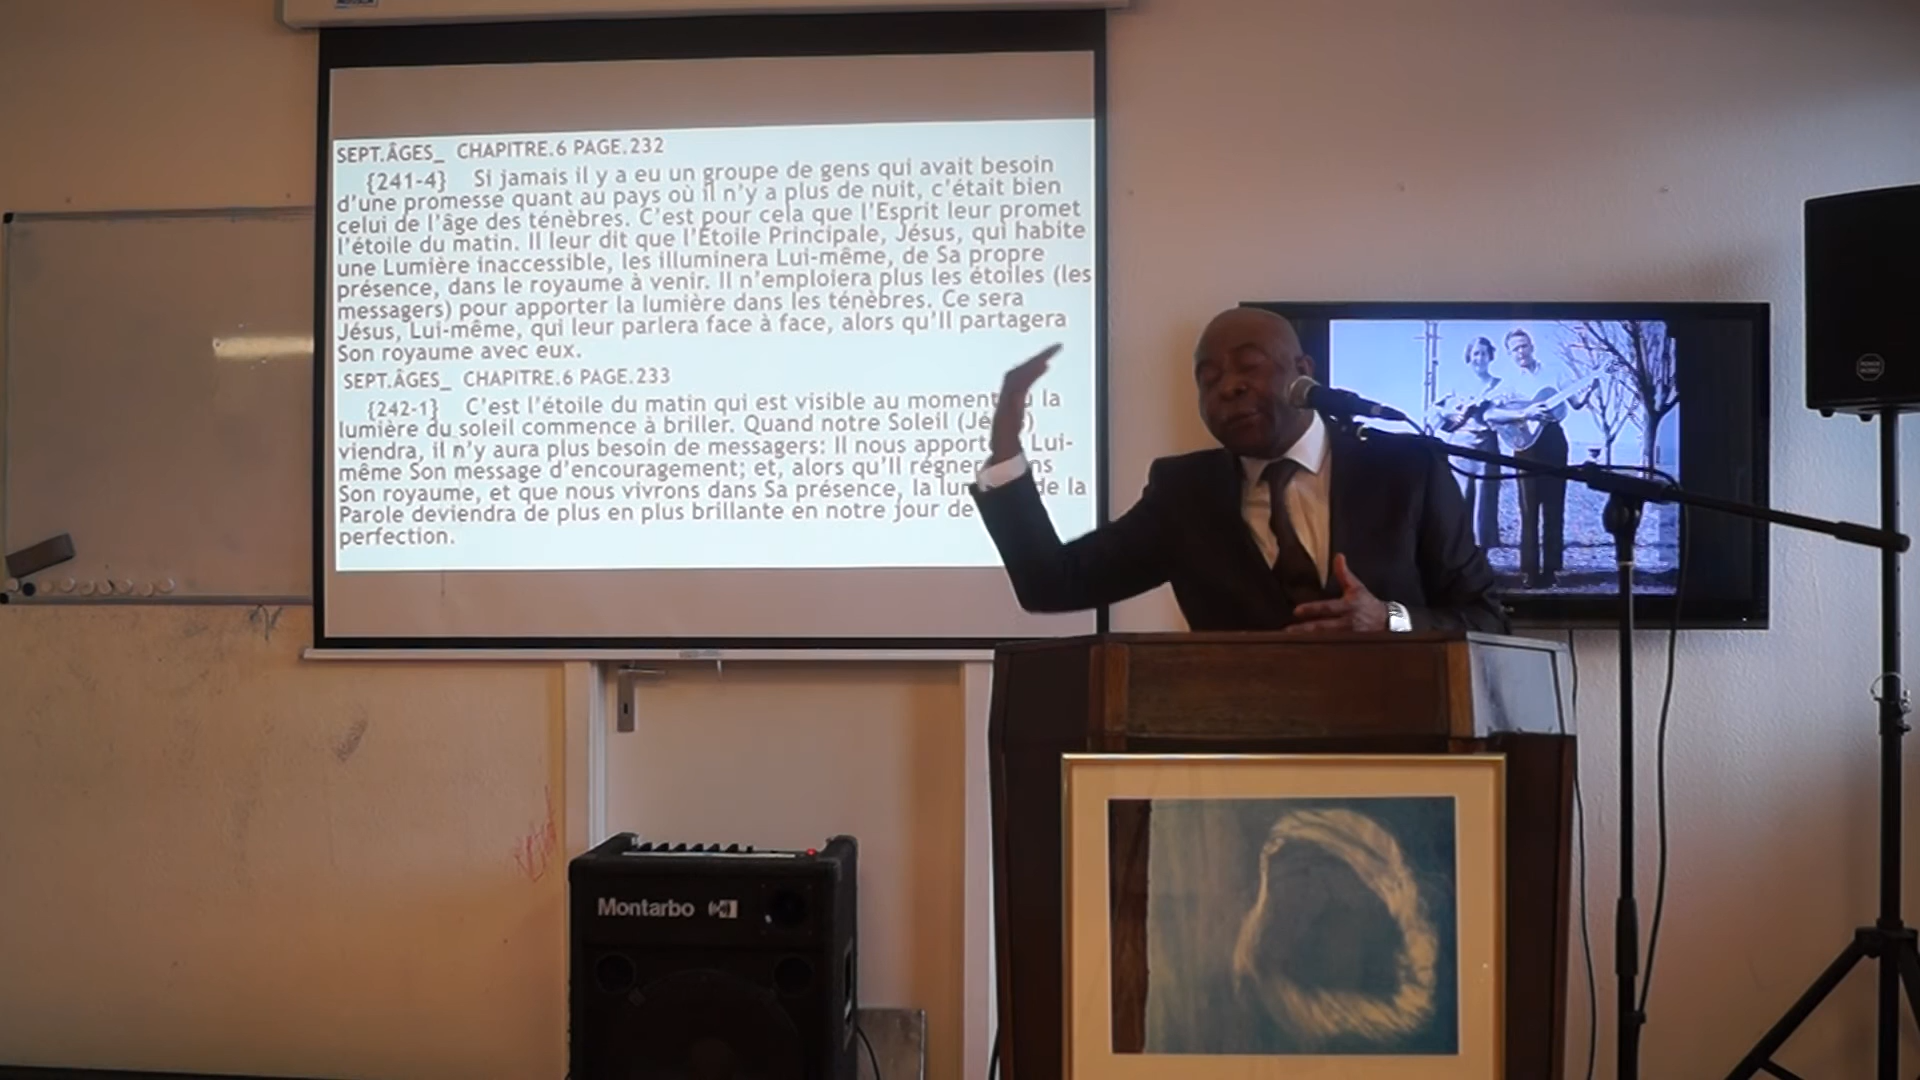 SEPT.ÂGES_ CHAPITRE.6 PAGE.232
{241-4} Si jamais il y a eu un groupe de gens qui avait besoin
d'une promesse quant au pays où il n'y a plus de nuit, c'était bien
celui de l'âge des ténèbres. C'est pour cela que l'Esprit leur promet
l'étoile du matin. Il leur dit que l'Étoile Principale, Jésus, qui habite
une Lumière inaccessible, les illuminera Lui-même, de Sa propre
présence, dans le royaume à venir. Il n'emploiera plus les étoiles (les
messagers) pour apporter la lumière dans les ténèbres. Ce sera
Jésus, Lui-même, qui leur parlera face à face, alors qu'Il partagera
Son royaume avec eux.
SEPT.ÂGES_ CHAPITRE.6 PAGE.233
{242-1} C'est l'étoile du matin qui est visible au moment la
lumière du soleil commence à briller. Quand notre Soleil
viendra, il n'y aura plus besoin de messagers: Il nous Lui-
même Son message d'encouragement; et, alors qu'Il
Son royaume, et que nous vivrons dans Sa présence, la de la
Parole deviendra de plus en plus brillante en notre jour de
perfection.
Montarbo